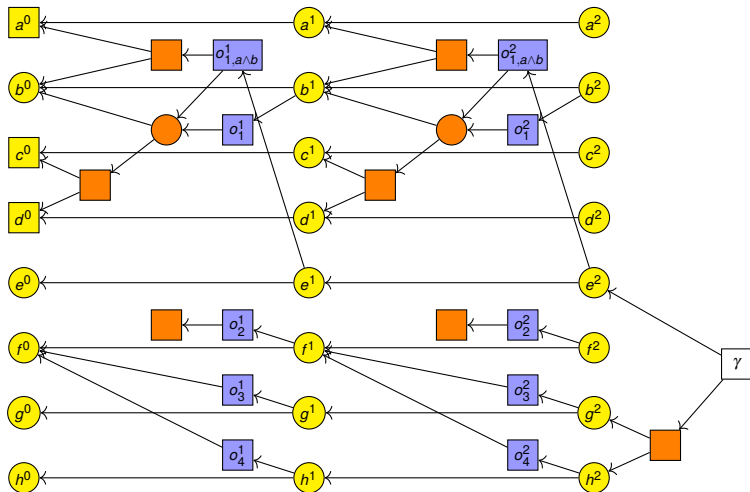 a⁰ a¹ a²
o¹₁,ₐ∧b o²₁,ₐ∧b
b⁰ b¹ b²
o¹₁ o²₁
c⁰ c¹ c²
d⁰ d¹ d²
e⁰ e¹ e²
o¹₂ o²₂
f⁰ f¹ f²
γ
o¹₃ o²₃
g⁰ g¹ g²
o¹₄ o²₄
h⁰ h¹ h²